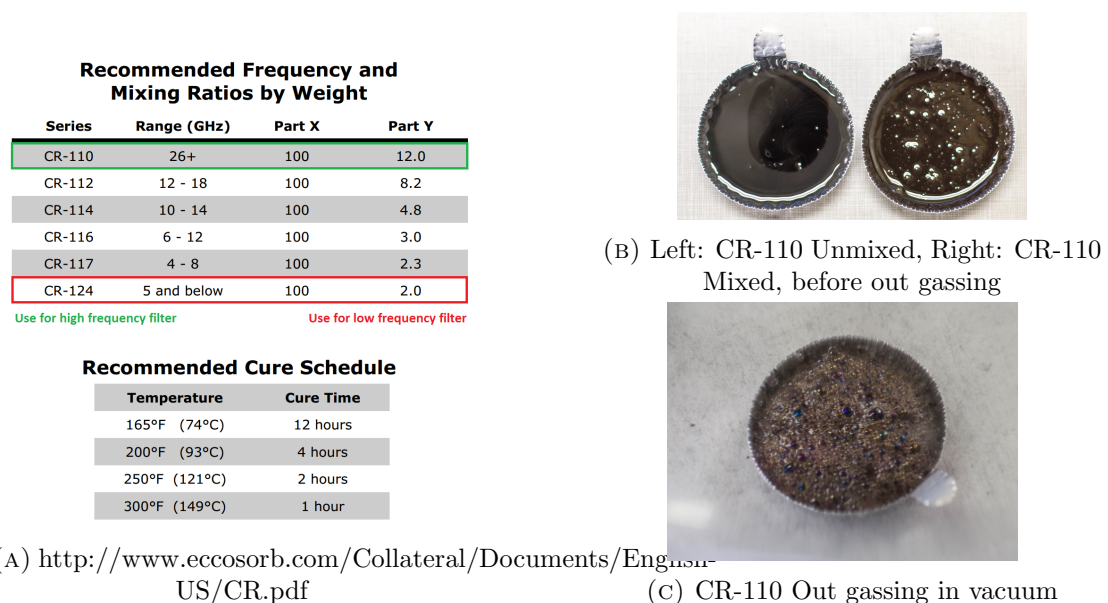 Recommended Frequency and
Mixing Ratios by Weight
Series Range (GHz) Part X Part Y
CR-110 26+ 100 12.0
CR-112 12 - 18 100 8.2
CR-114 10 - 14 100 4.8
CR-116 6 - 12 100 3.0
CR-117 4 - 8 100 2.3
CR-124 5 and below 100 2.0
Use for high frequency filter Use for low frequency filter
Recommended Cure Schedule
Temperature Cure Time
165°F (74°C) 12 hours
200°F (93°C) 4 hours
250°F (121°C) 2 hours
300°F (149°C) 1 hour
(A) http://www.eccosorb.com/Collateral/Documents/English-
US/CR.pdf
(B) Left: CR-110 Unmixed, Right: CR-110
Mixed, before out gassing
(C) CR-110 Out gassing in vacuum